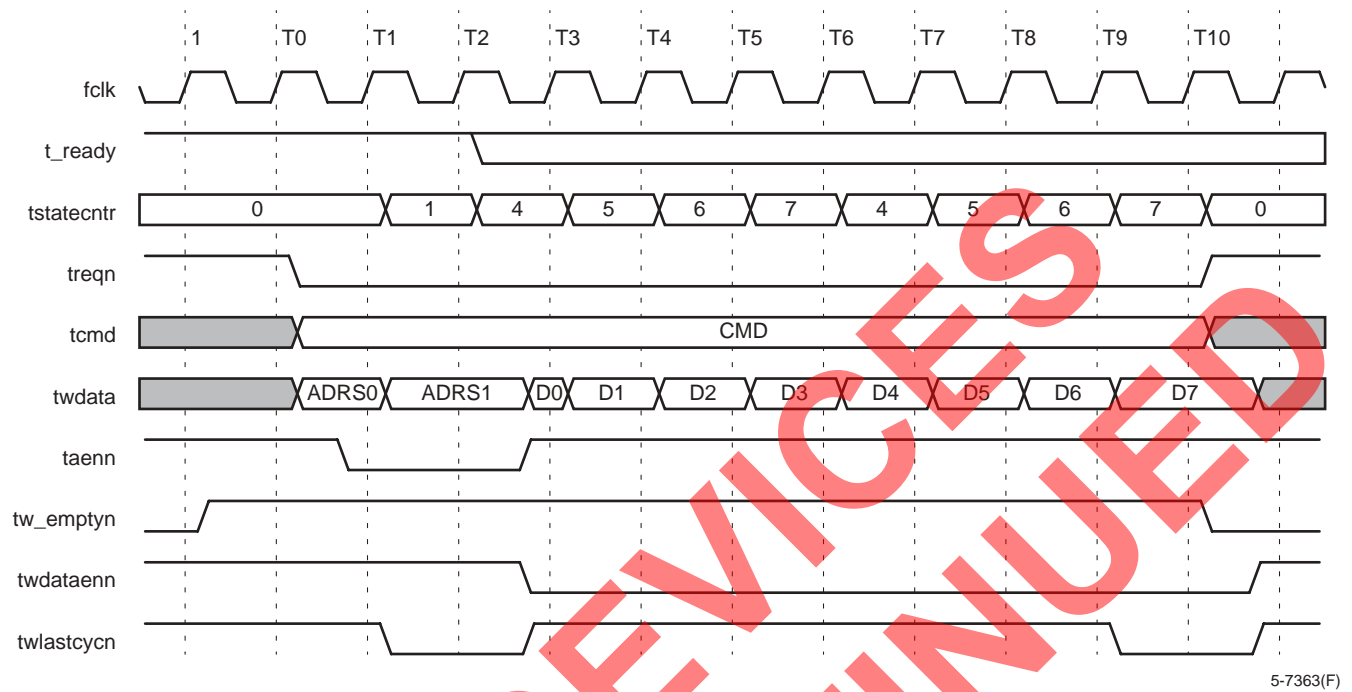 1 T0 T1 T2 T3 T4 T5 T6 T7 T8 T9 T10
fclk
t_ready
tstatecntr 0 1 4 5 6 7 4 5 6 7 0
treqn
tcmd CMD
twdata ADRS0 ADRS1 D0 D1 D2 D3 D4 D5 D6 D7
taenn
tw_emptyn
twdataenn
twlastcycn
5-7363(F)